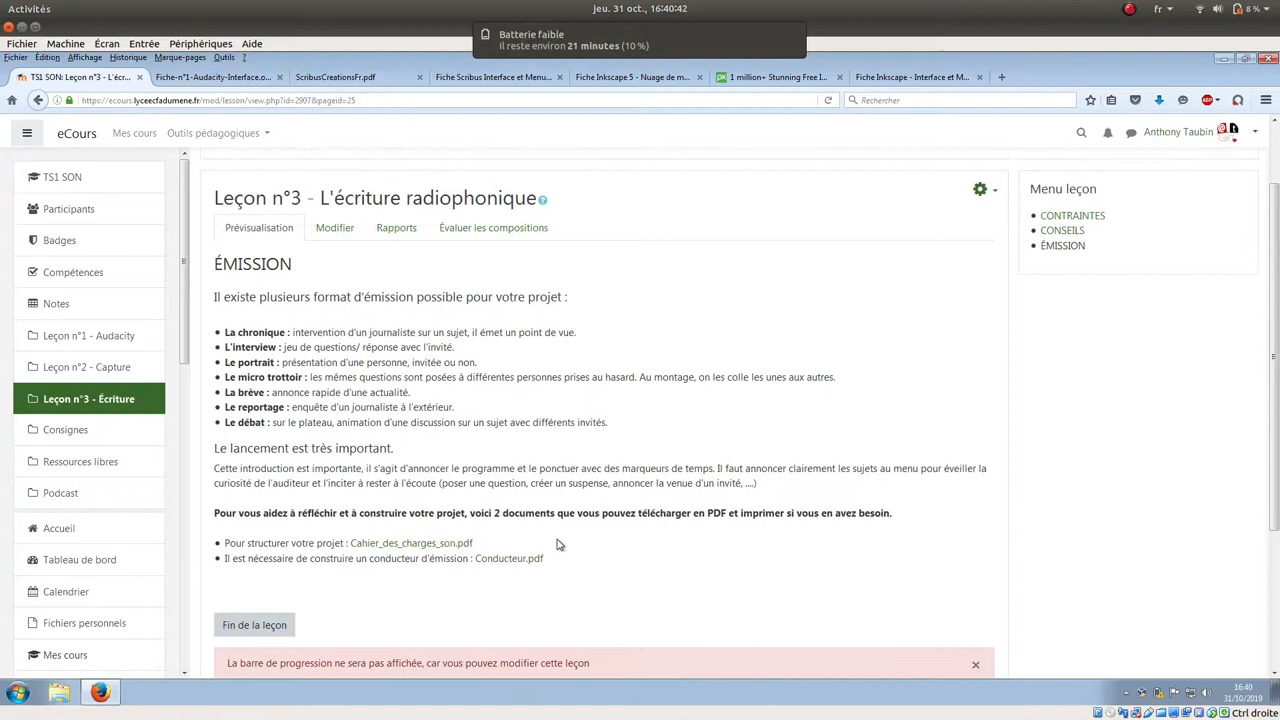 Activités
jeu. 31 oct., 16:40:42
fr
8 %
Batterie faible
Il reste environ 21 minutes (10 %)
Fichier Machine Écran Entrée Périphériques Aide
Fichier Édition Affichage Historique Marque-pages Outils ?
TS1 SON: Leçon n°3 - L'écr... Fiche-n°1-Audacity-Interface.o... ScribusCreationsFr.pdf Fiche Scribus Interface et Menu... Fiche Inkscape 5 - Nuage de m... 1 million+ Stunning Free I... Fiche Inkscape - Interface et M...
https://ecours.lyceecfadumene.fr/mod/lesson/view.php?id=2907&pageid=25
Rechercher
eCours Mes cours Outils pédagogiques
Anthony Taubin
TS1 SON
Participants
Badges
Compétences
Notes
Leçon n°1 - Audacity
Leçon n°2 - Capture
Leçon n°3 - Écriture
Consignes
Ressources libres
Podcast
Accueil
Tableau de bord
Calendrier
Fichiers personnels
Mes cours
Leçon n°3 - L'écriture radiophonique
Prévisualisation Modifier Rapports Évaluer les compositions
ÉMISSION
Il existe plusieurs format d'émission possible pour votre projet :
La chronique : intervention d'un journaliste sur un sujet, il émet un point de vue.
L'interview : jeu de questions/ réponse avec l'invité.
Le portrait : présentation d'une personne, invitée ou non.
Le micro trottoir : les mêmes questions sont posées à différentes personnes prises au hasard. Au montage, on les colle les unes aux autres.
La brève : annonce rapide d'une actualité.
Le reportage : enquête d'un journaliste à l'extérieur.
Le débat : sur le plateau, animation d'une discussion sur un sujet avec différents invités.
Le lancement est très important.
Cette introduction est importante, il s'agit d'annoncer le programme et le ponctuer avec des marqueurs de temps. Il faut annoncer clairement les sujets au menu pour éveiller la
curiosité de l'auditeur et l'inciter à rester à l'écoute (poser une question, créer un suspense, annoncer la venue d'un invité, ....)
Pour vous aidez à réfléchir et à construire votre projet, voici 2 documents que vous pouvez télécharger en PDF et imprimer si vous en avez besoin.
Pour structurer votre projet : Cahier_des_charges_son.pdf
Il est nécessaire de construire un conducteur d'émission : Conducteur.pdf
Fin de la leçon
La barre de progression ne sera pas affichée, car vous pouvez modifier cette leçon
Menu leçon
CONTRAINTES
CONSEILS
ÉMISSION
16:40
31/10/2019
Ctrl droite